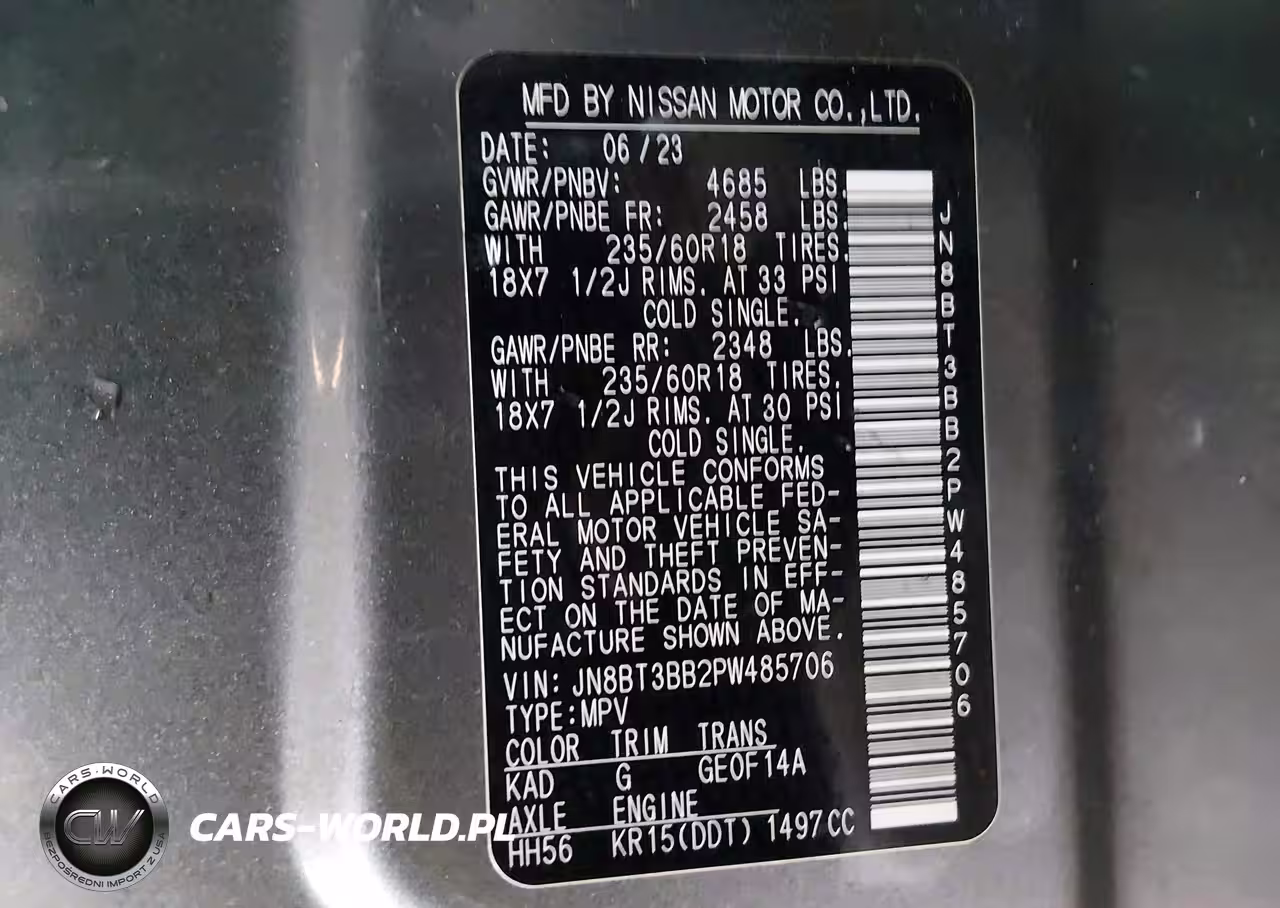 MFD BY NISSAN MOTOR CO.,LTD.
DATE: 06/23
GVWR/PNBV: 4685 LBS.
GAWR/PNBE FR: 2458 LBS.
WITH 235/60R18 TIRES.
18X7 1/2J RIMS. AT 33 PSI
COLD SINGLE.
GAWR/PNBE RR: 2348 LBS.
WITH 235/60R18 TIRES.
18X7 1/2J RIMS. AT 30 PSI
COLD SINGLE.
THIS VEHICLE CONFORMS
TO ALL APPLICABLE FED-
ERAL MOTOR VEHICLE SA-
FETY AND THEFT PREVEN-
TION STANDARDS IN EFF-
ECT ON THE DATE OF MA-
NUFACTURE SHOWN ABOVE.
VIN: JN8BT3BB2PW485706
TYPE:MPV
COLOR TRIM TRANS
KAD G GE0F14A
AXLE ENGINE
HH56 KR15(DDT) 1497CC
JN8BT3BB2PW485706
CARS-WORLD
CW
BEZPOŚREDNI IMPORT Z USA
CARS-WORLD.PL